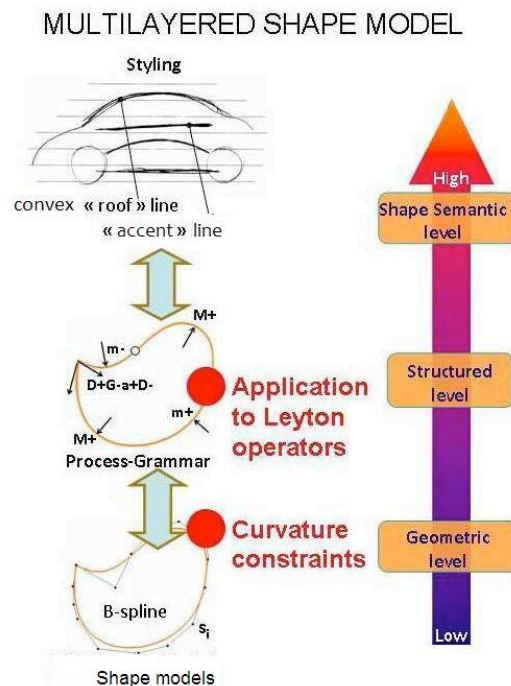 MULTILAYERED SHAPE MODEL
Styling
convex « roof » line
« accent » line
High
Shape Semantic
level
M+
m-
D+G-a+D-
m+
M+
Process-Grammar
Application
to Leyton
operators
Structured
level
Curvature
constraints
Geometric
level
B-spline
Si
Low
Shape models